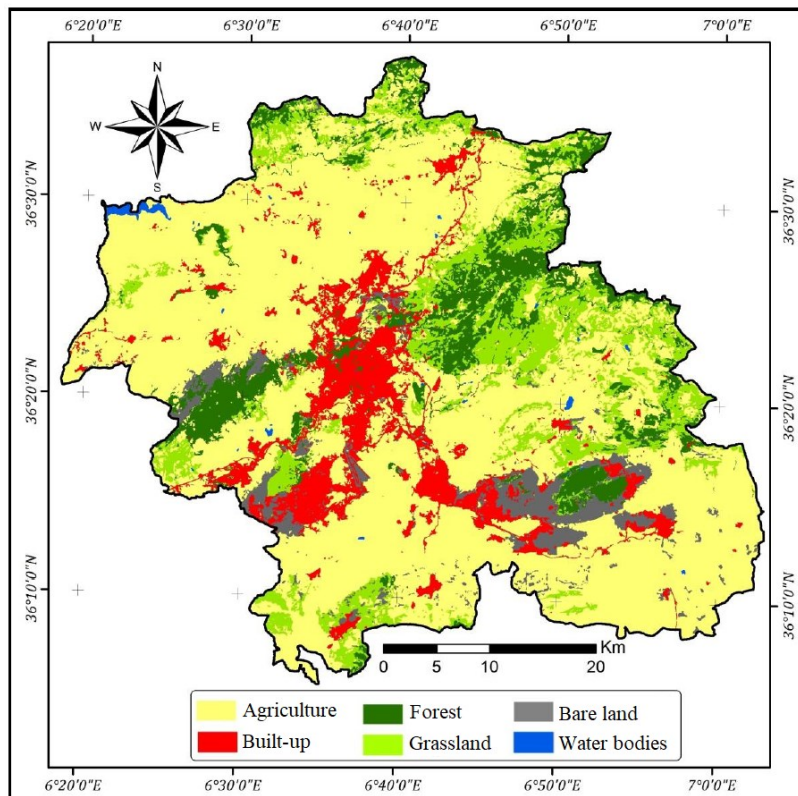 6°20'0"E 6°30'0"E 6°40'0"E 6°50'0"E 7°0'0"E
N
W E
S
36°30'0"N 36°30'0"N
36°20'0"N 36°20'0"N
36°10'0"N 36°10'0"N
Km
0 5 10 20
Agriculture Forest Bare land
Built-up Grassland Water bodies
6°20'0"E 6°30'0"E 6°40'0"E 6°50'0"E 7°0'0"E